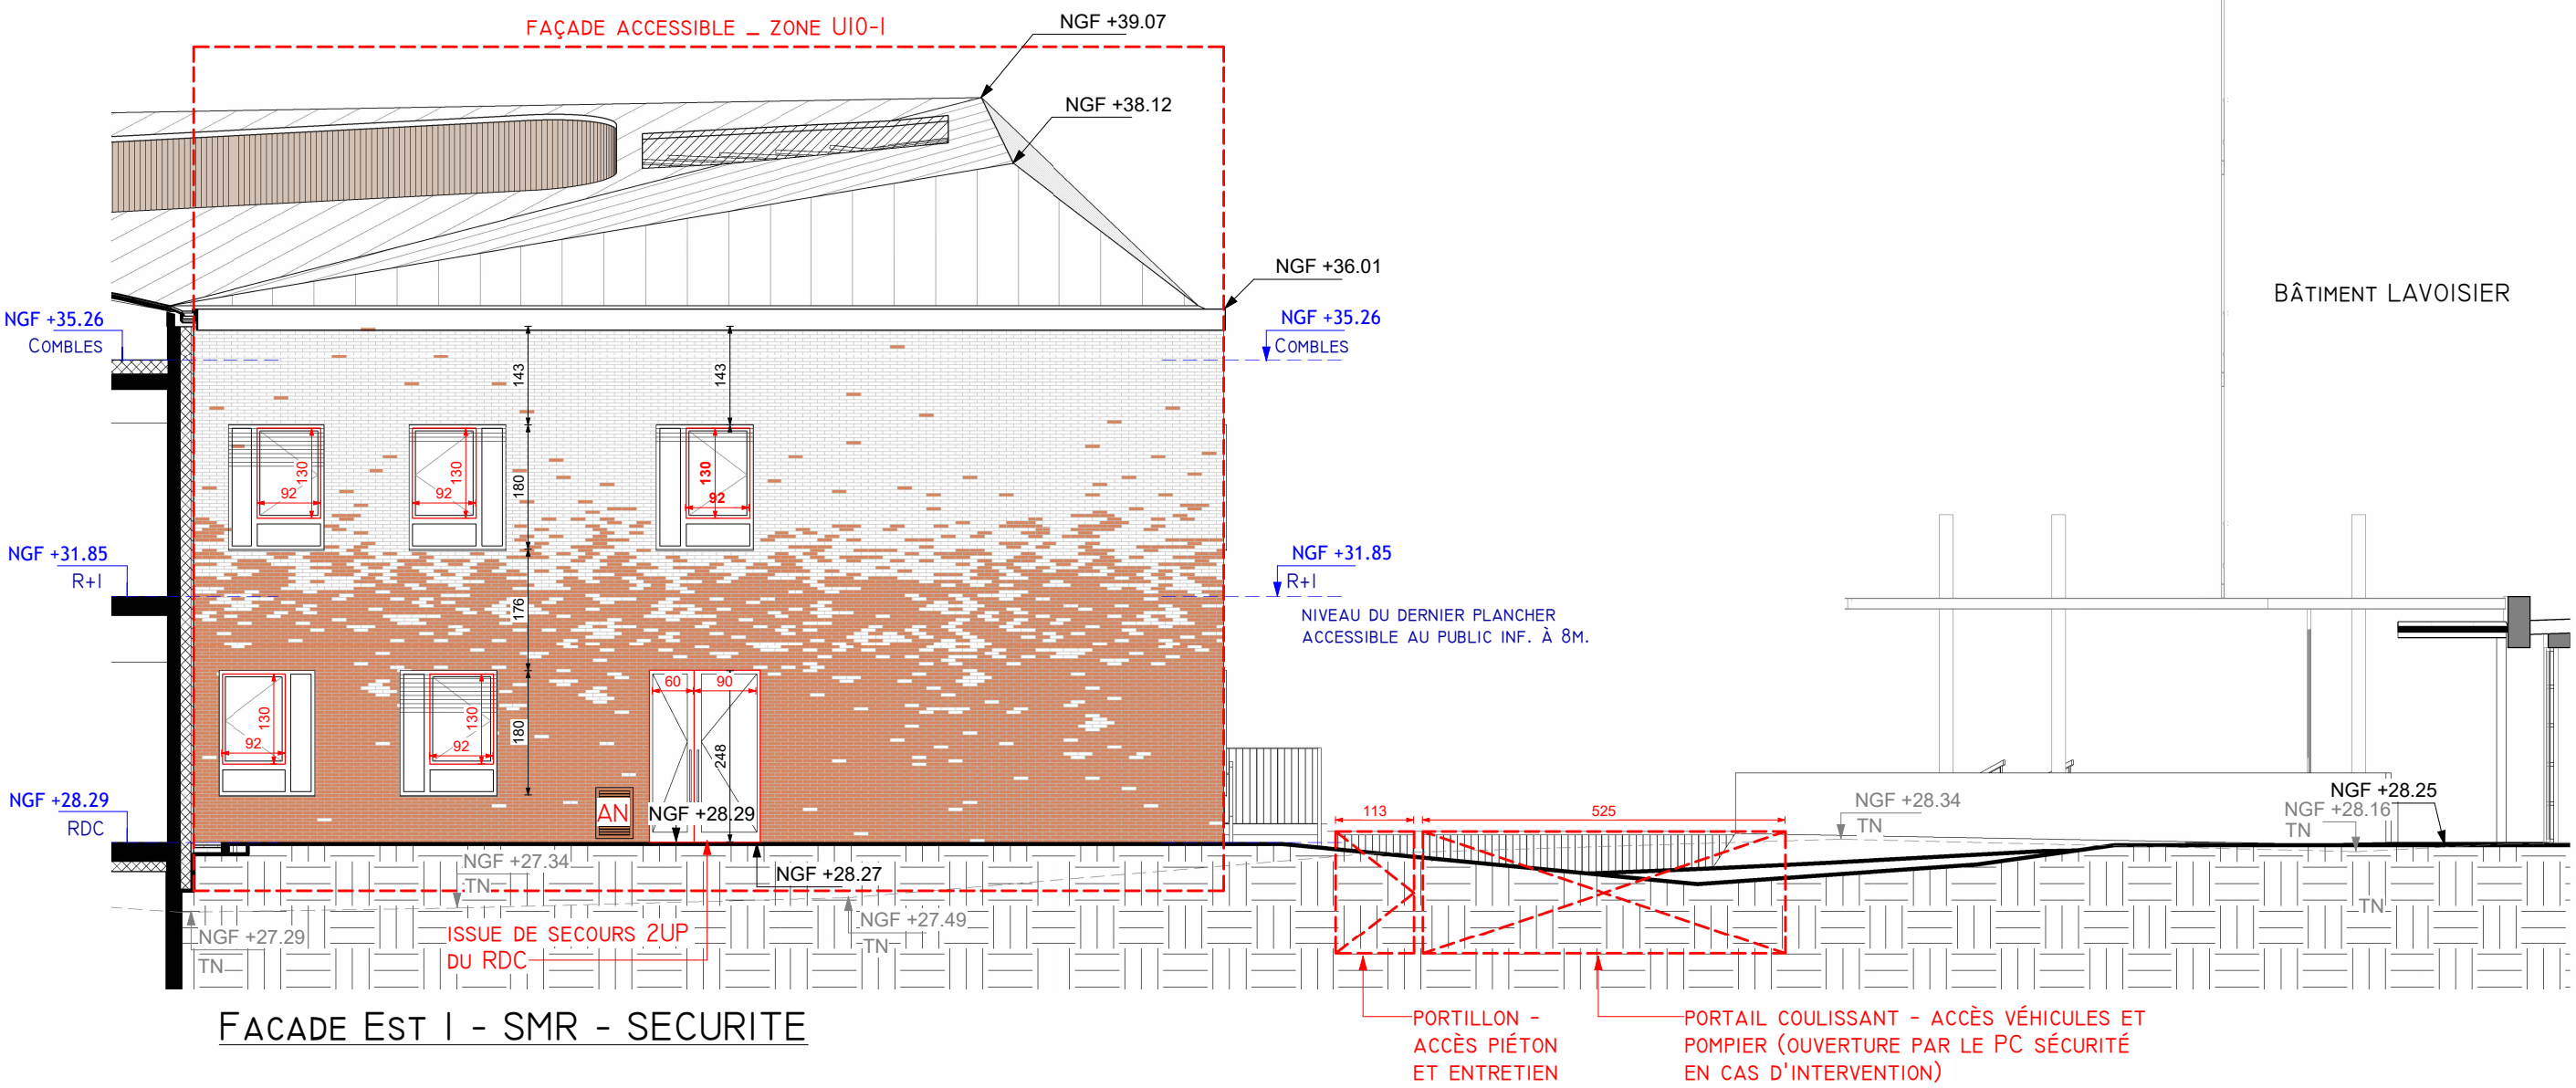 FAÇADE ACCESSIBLE _ ZONE U10-1
NGF +39.07
NGF +38.12
NGF +36.01
BÂTIMENT LAVOISIER
NGF +35.26
COMBLES
NGF +35.26
COMBLES
143
143
130
92
130
92
180
130
92
NGF +31.85
R+1
NGF +31.85
R+1
NIVEAU DU DERNIER PLANCHER
ACCESSIBLE AU PUBLIC INF. À 8M.
176
130
92
130
92
180
60
90
248
AN
NGF +28.29
NGF +28.29
RDC
113
525
NGF +28.34
TN
NGF +28.25
NGF +28.16
TN
NGF +27.34
TN
NGF +28.27
NGF +27.49
TN
NGF +27.29
TN
TN
ISSUE DE SECOURS 2UP
DU RDC
FACADE EST 1 - SMR - SECURITE
PORTILLON -
ACCÈS PIÉTON
ET ENTRETIEN
PORTAIL COULISSANT - ACCÈS VÉHICULES ET
POMPIER (OUVERTURE PAR LE PC SÉCURITÉ
EN CAS D'INTERVENTION)